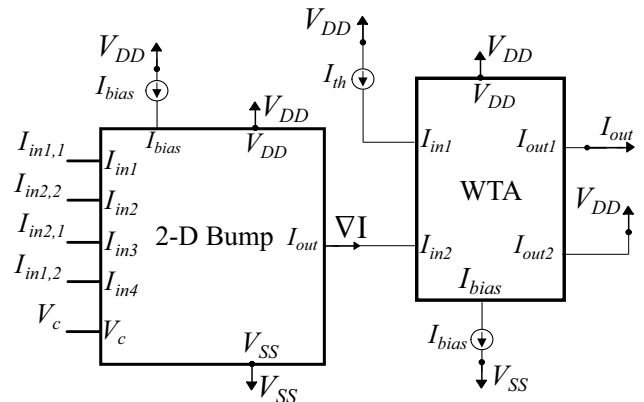 V_DD
I_bias
V_DD
I_bias
V_DD
I_in1,1
I_in1
I_in2,2
I_in2
I_in2,1
I_in3
I_in1,2
I_in4
V_c
V_c
2-D Bump
I_out
∇I
V_SS
V_SS
V_DD
I_th
V_DD
V_DD
I_in1
I_out1
I_out
WTA
V_DD
I_in2
I_out2
I_bias
I_bias
V_SS